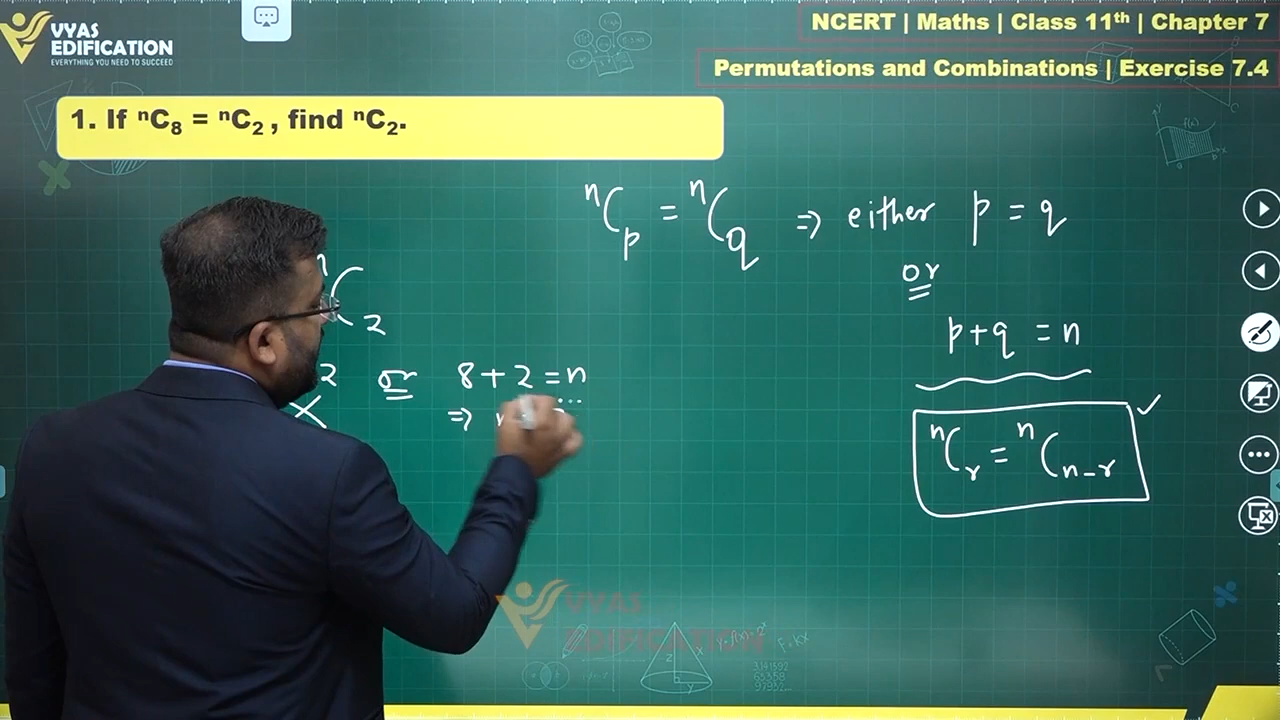 VYAS
EDIFICATION
EVERYTHING YOU NEED TO SUCCEED
NCERT | Maths | Class 11ᵗʰ | Chapter 7
Permutations and Combinations | Exercise 7.4
1. If ⁿC₈ = ⁿC₂ , find ⁿC₂.
ⁿCₚ = ⁿC_q ⇒ either p = q
or
p+q = n
ⁿCᵣ = ⁿCₙ₋ᵣ ✓
ⁿC₂
2 or 8+2=n
⇒
VYAS
EDIFICATION